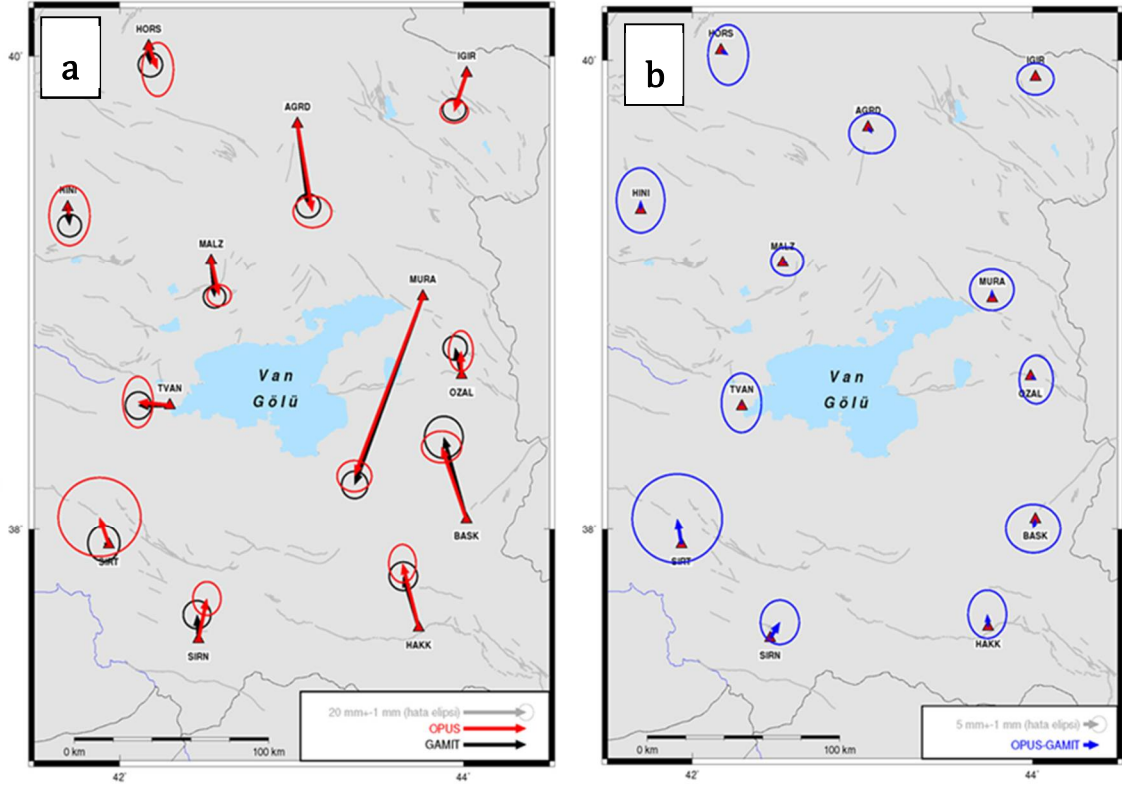 a
HORS
40°
IGIR
AGRD
HINI
MALZ
MURA
Van
Gölü
OZAL
TVAN
38°
BASK
SIRT
SIRN
HAKK
20 mm+-1 mm (hata elipsi)
OPUS
GAMIT
0 km 100 km
42° 44°
b
HORS
40°
IGIR
AGRD
HINI
MALZ
MURA
Van
Gölü
TVAN
OZAL
38°
BASK
SIRT
SIRN
HAKK
5 mm+-1 mm (hata elipsi)
OPUS-GAMIT
0 km 100 km
42° 44°